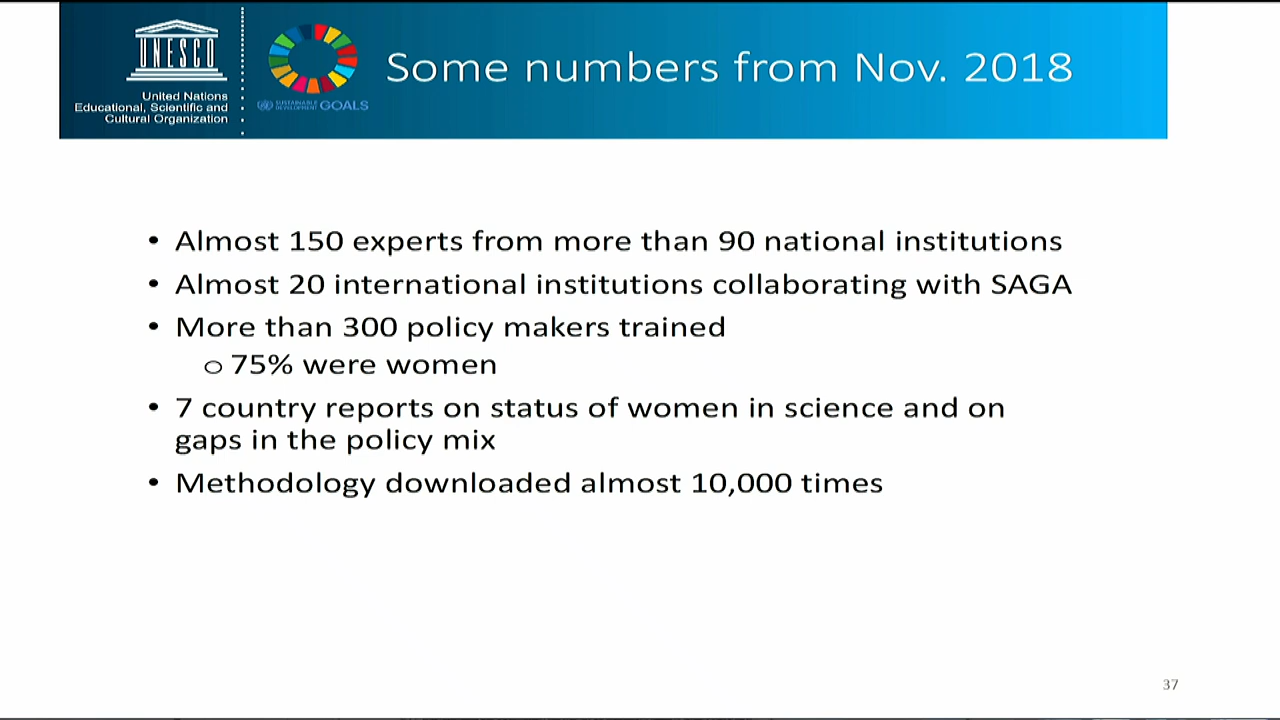 UNESCO
United Nations
Educational, Scientific and
Cultural Organization
SUSTAINABLE
DEVELOPMENT GOALS
Some numbers from Nov. 2018
• Almost 150 experts from more than 90 national institutions
• Almost 20 international institutions collaborating with SAGA
• More than 300 policy makers trained
o 75% were women
• 7 country reports on status of women in science and on
gaps in the policy mix
• Methodology downloaded almost 10,000 times
37